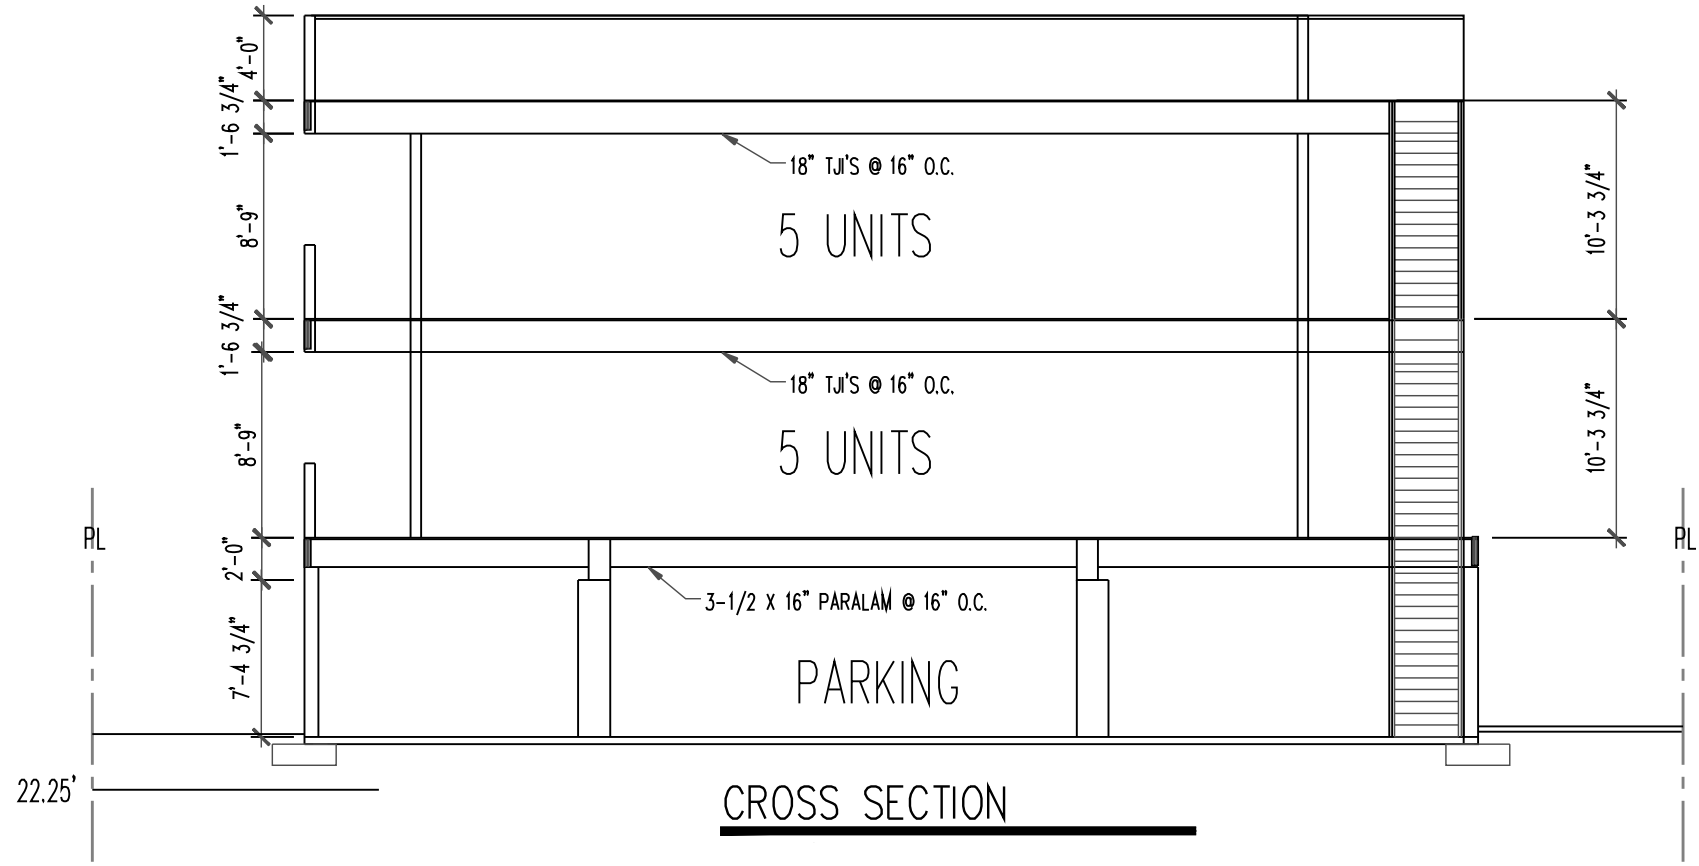 4'-0"
1'-6 3/4"
18" TJI'S @ 16" O.C.
8'-9"
5 UNITS
10'-3 3/4"
1'-6 3/4"
18" TJI'S @ 16" O.C.
8'-9"
5 UNITS
10'-3 3/4"
PL
PL
2'-0"
3-1/2 X 16" PARALAM @ 16" O.C.
7'-4 3/4"
PARKING
22.25'
CROSS SECTION